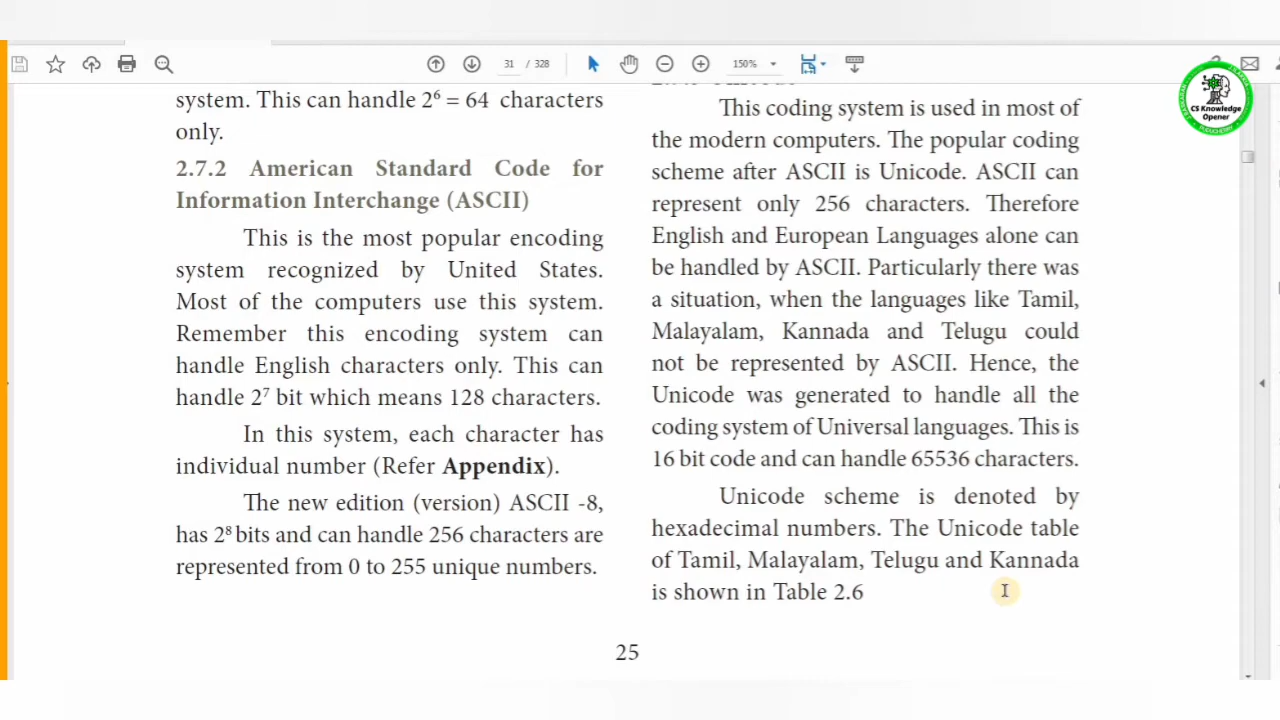 31 / 328
150%
CS Knowledge
Opener
system. This can handle 2⁶ = 64 characters
only.
2.7.2 American Standard Code for
Information Interchange (ASCII)
This is the most popular encoding
system recognized by United States.
Most of the computers use this system.
Remember this encoding system can
handle English characters only. This can
handle 2⁷ bit which means 128 characters.
In this system, each character has
individual number (Refer Appendix).
The new edition (version) ASCII -8,
has 2⁸ bits and can handle 256 characters are
represented from 0 to 255 unique numbers.
This coding system is used in most of
the modern computers. The popular coding
scheme after ASCII is Unicode. ASCII can
represent only 256 characters. Therefore
English and European Languages alone can
be handled by ASCII. Particularly there was
a situation, when the languages like Tamil,
Malayalam, Kannada and Telugu could
not be represented by ASCII. Hence, the
Unicode was generated to handle all the
coding system of Universal languages. This is
16 bit code and can handle 65536 characters.
Unicode scheme is denoted by
hexadecimal numbers. The Unicode table
of Tamil, Malayalam, Telugu and Kannada
is shown in Table 2.6
25